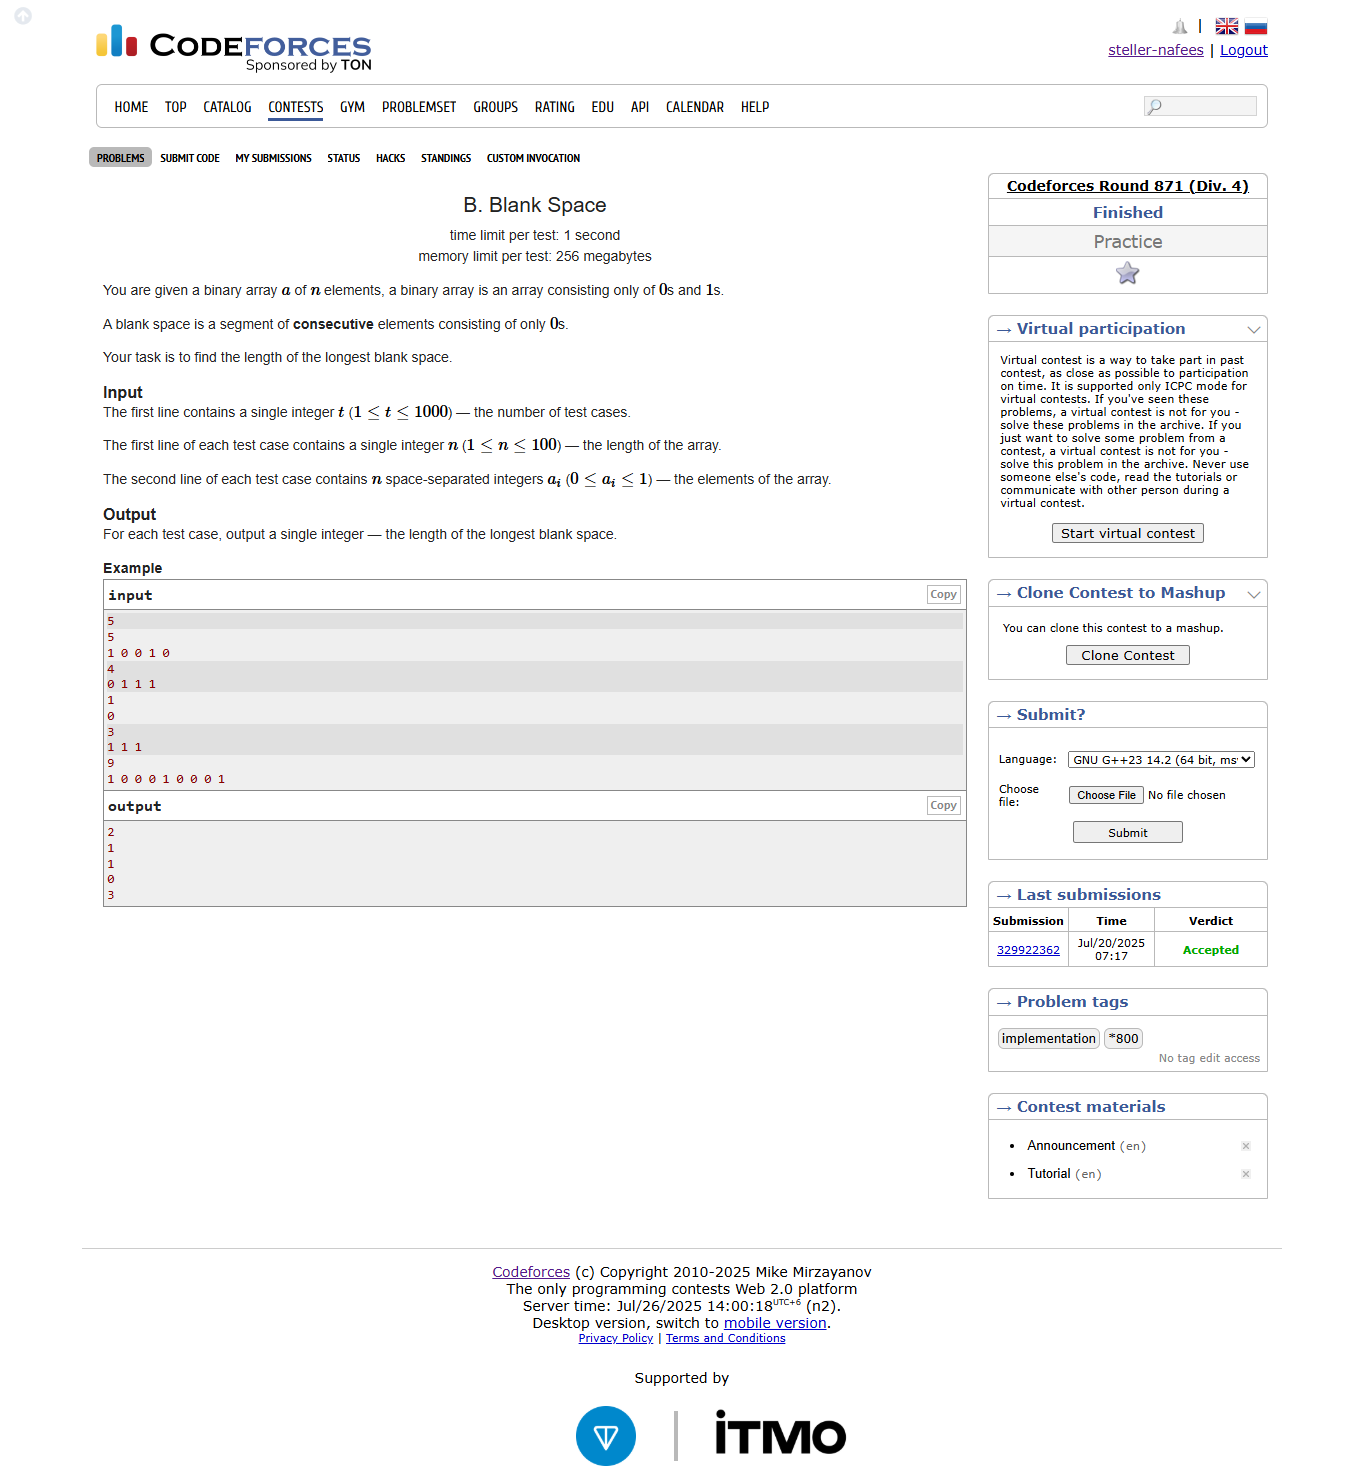 CODEFORCES
Sponsored by TON
|
steller-nafees | Logout
HOME TOP CATALOG CONTESTS GYM PROBLEMSET GROUPS RATING EDU API CALENDAR HELP
PROBLEMS SUBMIT CODE MY SUBMISSIONS STATUS HACKS STANDINGS CUSTOM INVOCATION
B. Blank Space
time limit per test: 1 second
memory limit per test: 256 megabytes
You are given a binary array a of n elements, a binary array is an array consisting only of 0s and 1s.
A blank space is a segment of consecutive elements consisting of only 0s.
Your task is to find the length of the longest blank space.
Input
The first line contains a single integer t (1 ≤ t ≤ 1000) — the number of test cases.
The first line of each test case contains a single integer n (1 ≤ n ≤ 100) — the length of the array.
The second line of each test case contains n space-separated integers a_i (0 ≤ a_i ≤ 1) — the elements of the array.
Output
For each test case, output a single integer — the length of the longest blank space.
Example
input
Copy
5
5
1 0 0 1 0
4
0 1 1 1
1
0
3
1 1 1
9
1 0 0 0 1 0 0 0 1
output
Copy
2
1
1
0
3
Codeforces Round 871 (Div. 4)
Finished
Practice
→ Virtual participation
Virtual contest is a way to take part in past
contest, as close as possible to participation
on time. It is supported only ICPC mode for
virtual contests. If you've seen these
problems, a virtual contest is not for you -
solve these problems in the archive. If you
just want to solve some problem from a
contest, a virtual contest is not for you -
solve this problem in the archive. Never use
someone else's code, read the tutorials or
communicate with other person during a
virtual contest.
Start virtual contest
→ Clone Contest to Mashup
You can clone this contest to a mashup.
Clone Contest
→ Submit?
Language: GNU G++23 14.2 (64 bit, ms
Choose
file:
Choose File No file chosen
Submit
→ Last submissions
Submission Time Verdict
329922362 Jul/20/2025
07:17
Accepted
→ Problem tags
implementation *800
No tag edit access
→ Contest materials
• Announcement (en)
• Tutorial (en)
Codeforces (c) Copyright 2010-2025 Mike Mirzayanov
The only programming contests Web 2.0 platform
Server time: Jul/26/2025 14:00:18UTC+6 (n2).
Desktop version, switch to mobile version.
Privacy Policy | Terms and Conditions
Supported by
iTMO